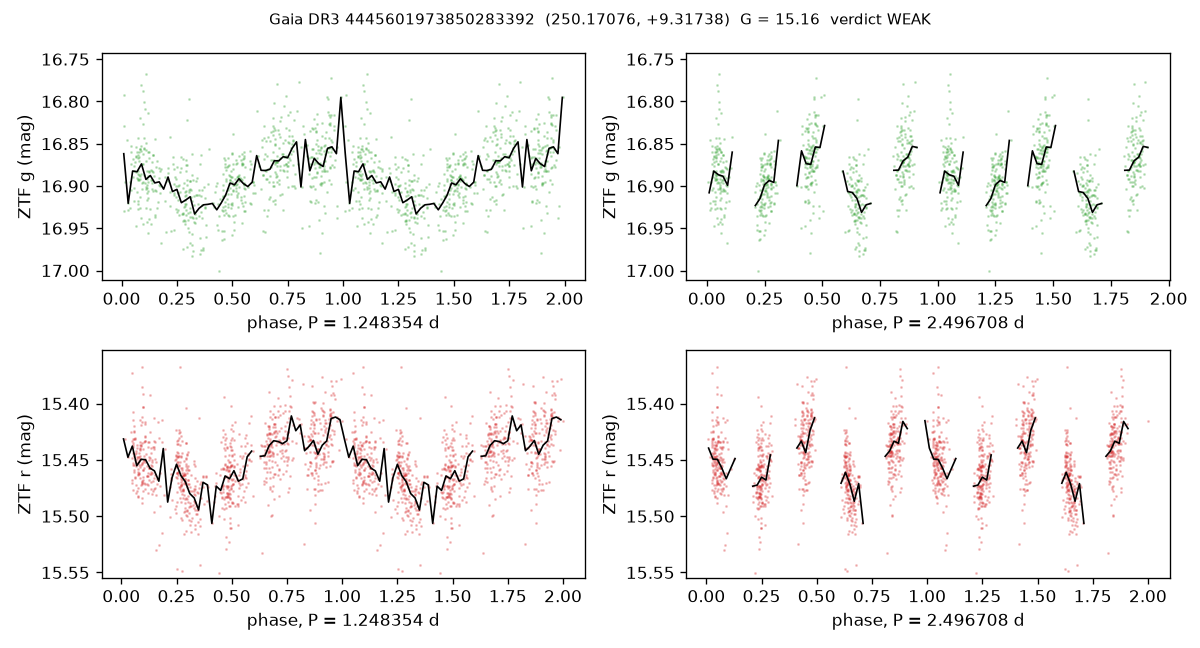 Gaia DR3 4445601973850283392 (250.17076, +9.31738) G = 15.16 verdict WEAK
ZTF g (mag)
16.75
16.80
16.85
16.90
16.95
17.00
0.00 0.25 0.50 0.75 1.00 1.25 1.50 1.75 2.00
phase, P = 1.248354 d
ZTF g (mag)
16.75
16.80
16.85
16.90
16.95
17.00
0.00 0.25 0.50 0.75 1.00 1.25 1.50 1.75 2.00
phase, P = 2.496708 d
ZTF r (mag)
15.40
15.45
15.50
15.55
0.00 0.25 0.50 0.75 1.00 1.25 1.50 1.75 2.00
phase, P = 1.248354 d
ZTF r (mag)
15.40
15.45
15.50
15.55
0.00 0.25 0.50 0.75 1.00 1.25 1.50 1.75 2.00
phase, P = 2.496708 d